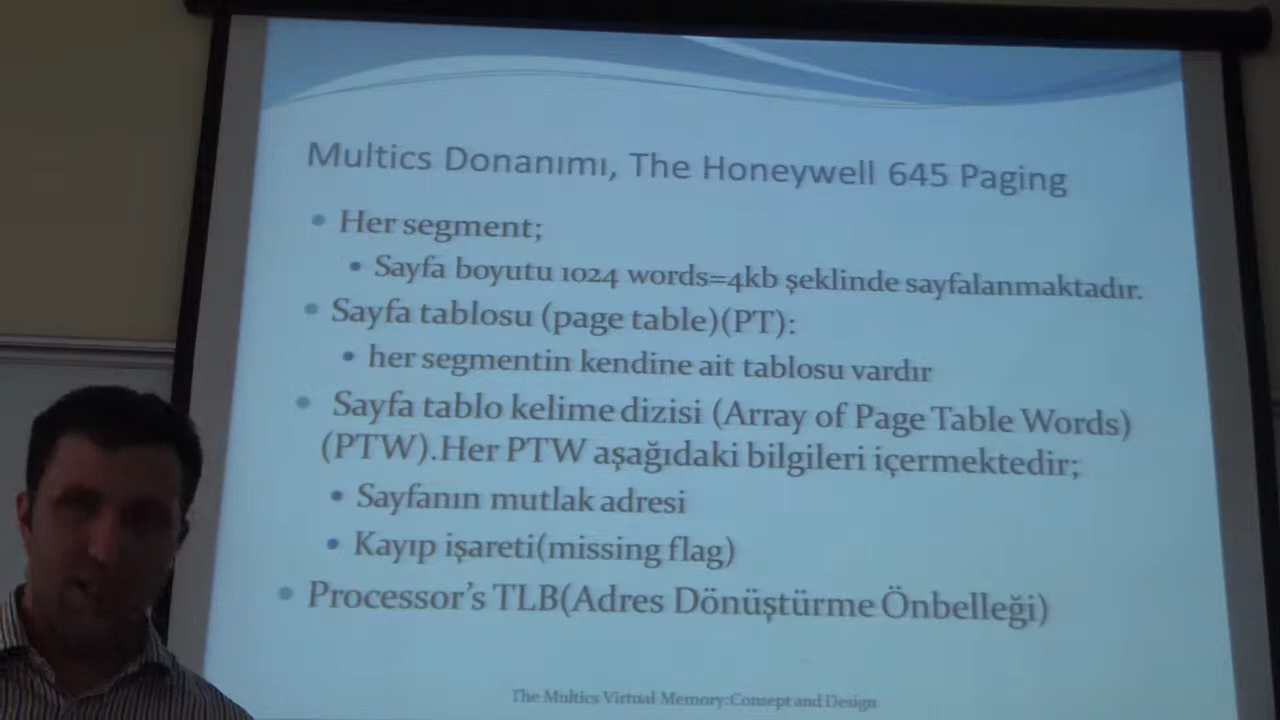 Multics Donanımı, The Honeywell 645 Paging
• Her segment;
• Sayfa boyutu 1024 words=4kb şeklinde sayfalanmaktadır.
• Sayfa tablosu (page table)(PT):
• her segmentin kendine ait tablosu vardır
• Sayfa tablo kelime dizisi (Array of Page Table Words)
(PTW).Her PTW aşağıdaki bilgileri içermektedir;
• Sayfanın mutlak adresi
• Kayıp işareti(missing flag)
• Processor's TLB(Adres Dönüştürme Önbelleği)
The Multics Virtual Memory:Consept and Design